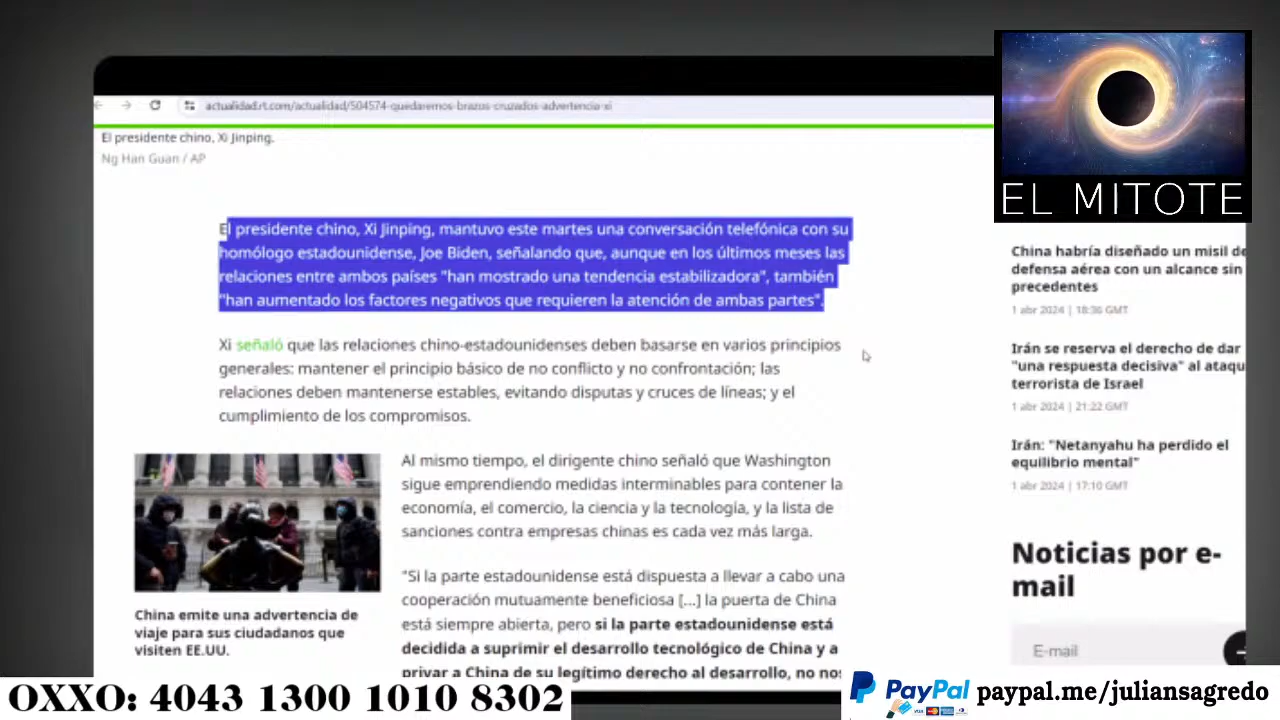 actualidad.rt.com/actualidad/504574-quedaremos-brazos-cruzados-advertencia-xi
El presidente chino, Xi Jinping.
Ng Han Guan / AP
El presidente chino, Xi Jinping, mantuvo este martes una conversación telefónica con su
homólogo estadounidense, Joe Biden, señalando que, aunque en los últimos meses las
relaciones entre ambos países "han mostrado una tendencia estabilizadora", también
"han aumentado los factores negativos que requieren la atención de ambas partes".
Xi señaló que las relaciones chino-estadounidenses deben basarse en varios principios
generales: mantener el principio básico de no conflicto y no confrontación; las
relaciones deben mantenerse estables, evitando disputas y cruces de líneas; y el
cumplimiento de los compromisos.
Al mismo tiempo, el dirigente chino señaló que Washington
sigue emprendiendo medidas interminables para contener la
economía, el comercio, la ciencia y la tecnología, y la lista de
sanciones contra empresas chinas es cada vez más larga.
"Si la parte estadounidense está dispuesta a llevar a cabo una
cooperación mutuamente beneficiosa [...] la puerta de China
está siempre abierta, pero si la parte estadounidense está
decidida a suprimir el desarrollo tecnológico de China y a
privar a China de su legítimo derecho al desarrollo, no nos
China emite una advertencia de
viaje para sus ciudadanos que
visiten EE.UU.
EL MITOTE
China habría diseñado un misil de
defensa aérea con un alcance sin
precedentes
1 abr 2024 | 18:36 GMT
Irán se reserva el derecho de dar
"una respuesta decisiva" al ataqu
terrorista de Israel
1 abr 2024 | 21:22 GMT
Irán: "Netanyahu ha perdido el
equilibrio mental"
1 abr 2024 | 17:10 GMT
Noticias por e-
mail
E-mail
OXXO: 4043 1300 1010 8302
PayPal paypal.me/juliansagredo